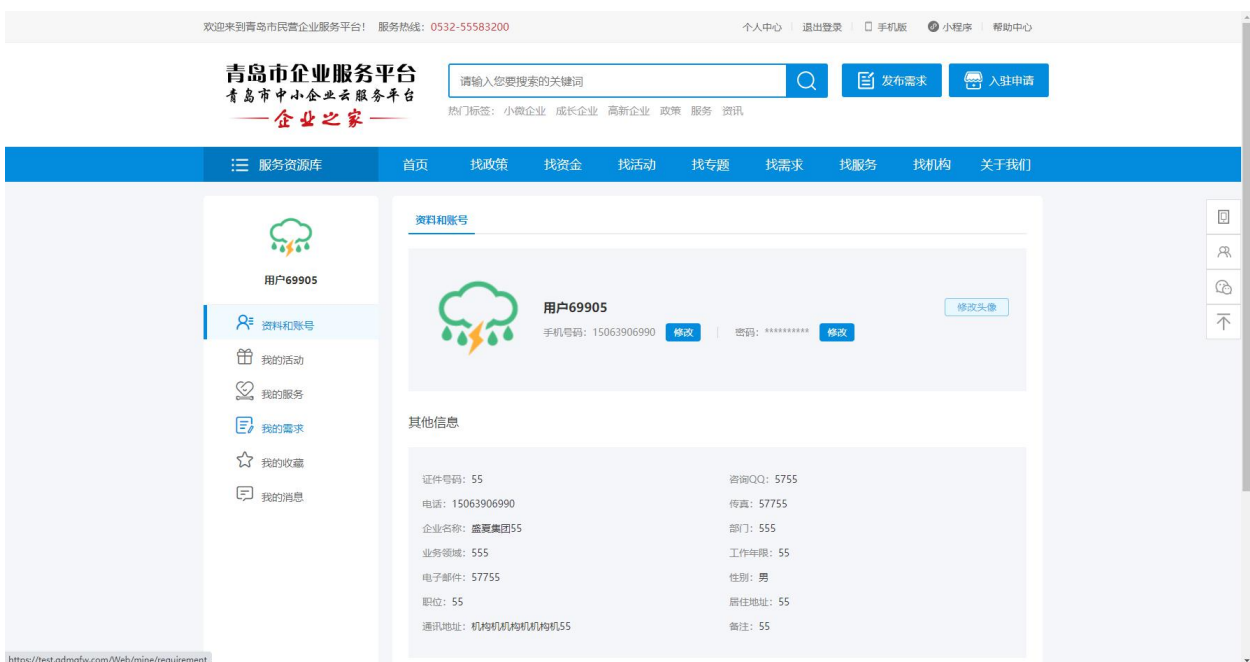 欢迎来到青岛市民营企业服务平台! 服务热线: 0532-55583200 个人中心 退出登录 手机版 小程序 帮助中心
青岛市企业服务平台
青岛市中小企业云服务平台
企业之家
请输入您要搜索的关键词
发布需求 入驻申请
热门标签: 小微企业 成长企业 高新企业 政策 服务 资讯
服务资源库 首页 找政策 找资金 找活动 找专题 找需求 找服务 找机构 关于我们
用户69905
资料和账号
我的活动
我的服务
我的需求
我的收藏
我的消息
资料和账号
用户69905
手机号码: 15063906990 修改 密码: ********** 修改
修改头像
其他信息
证件号码: 55 咨询QQ: 5755
电话: 15063906990 传真: 57755
企业名称: 盛夏集团55 部门: 555
业务领域: 555 工作年限: 55
电子邮件: 57755 性别: 男
职位: 55 居住地址: 55
通讯地址: 机构机机构机机构机55 备注: 55
https://test.qdmqfw.com/Web/mine/requirement